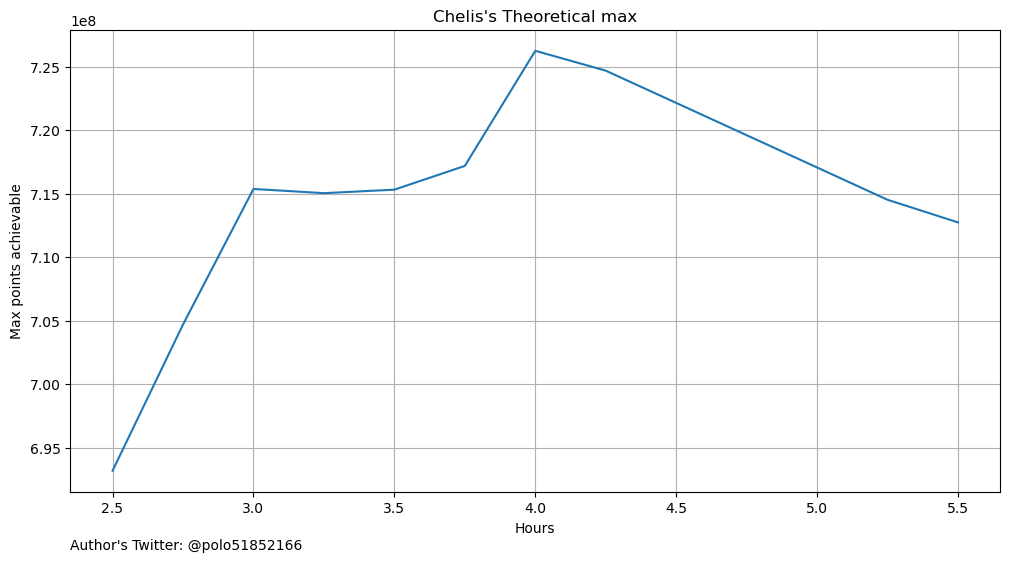 Chelis's Theoretical max
1e8
7.25
7.20
7.15
7.10
7.05
7.00
6.95
Max points achievable
2.5 3.0 3.5 4.0 4.5 5.0 5.5
Hours
Author's Twitter: @polo51852166